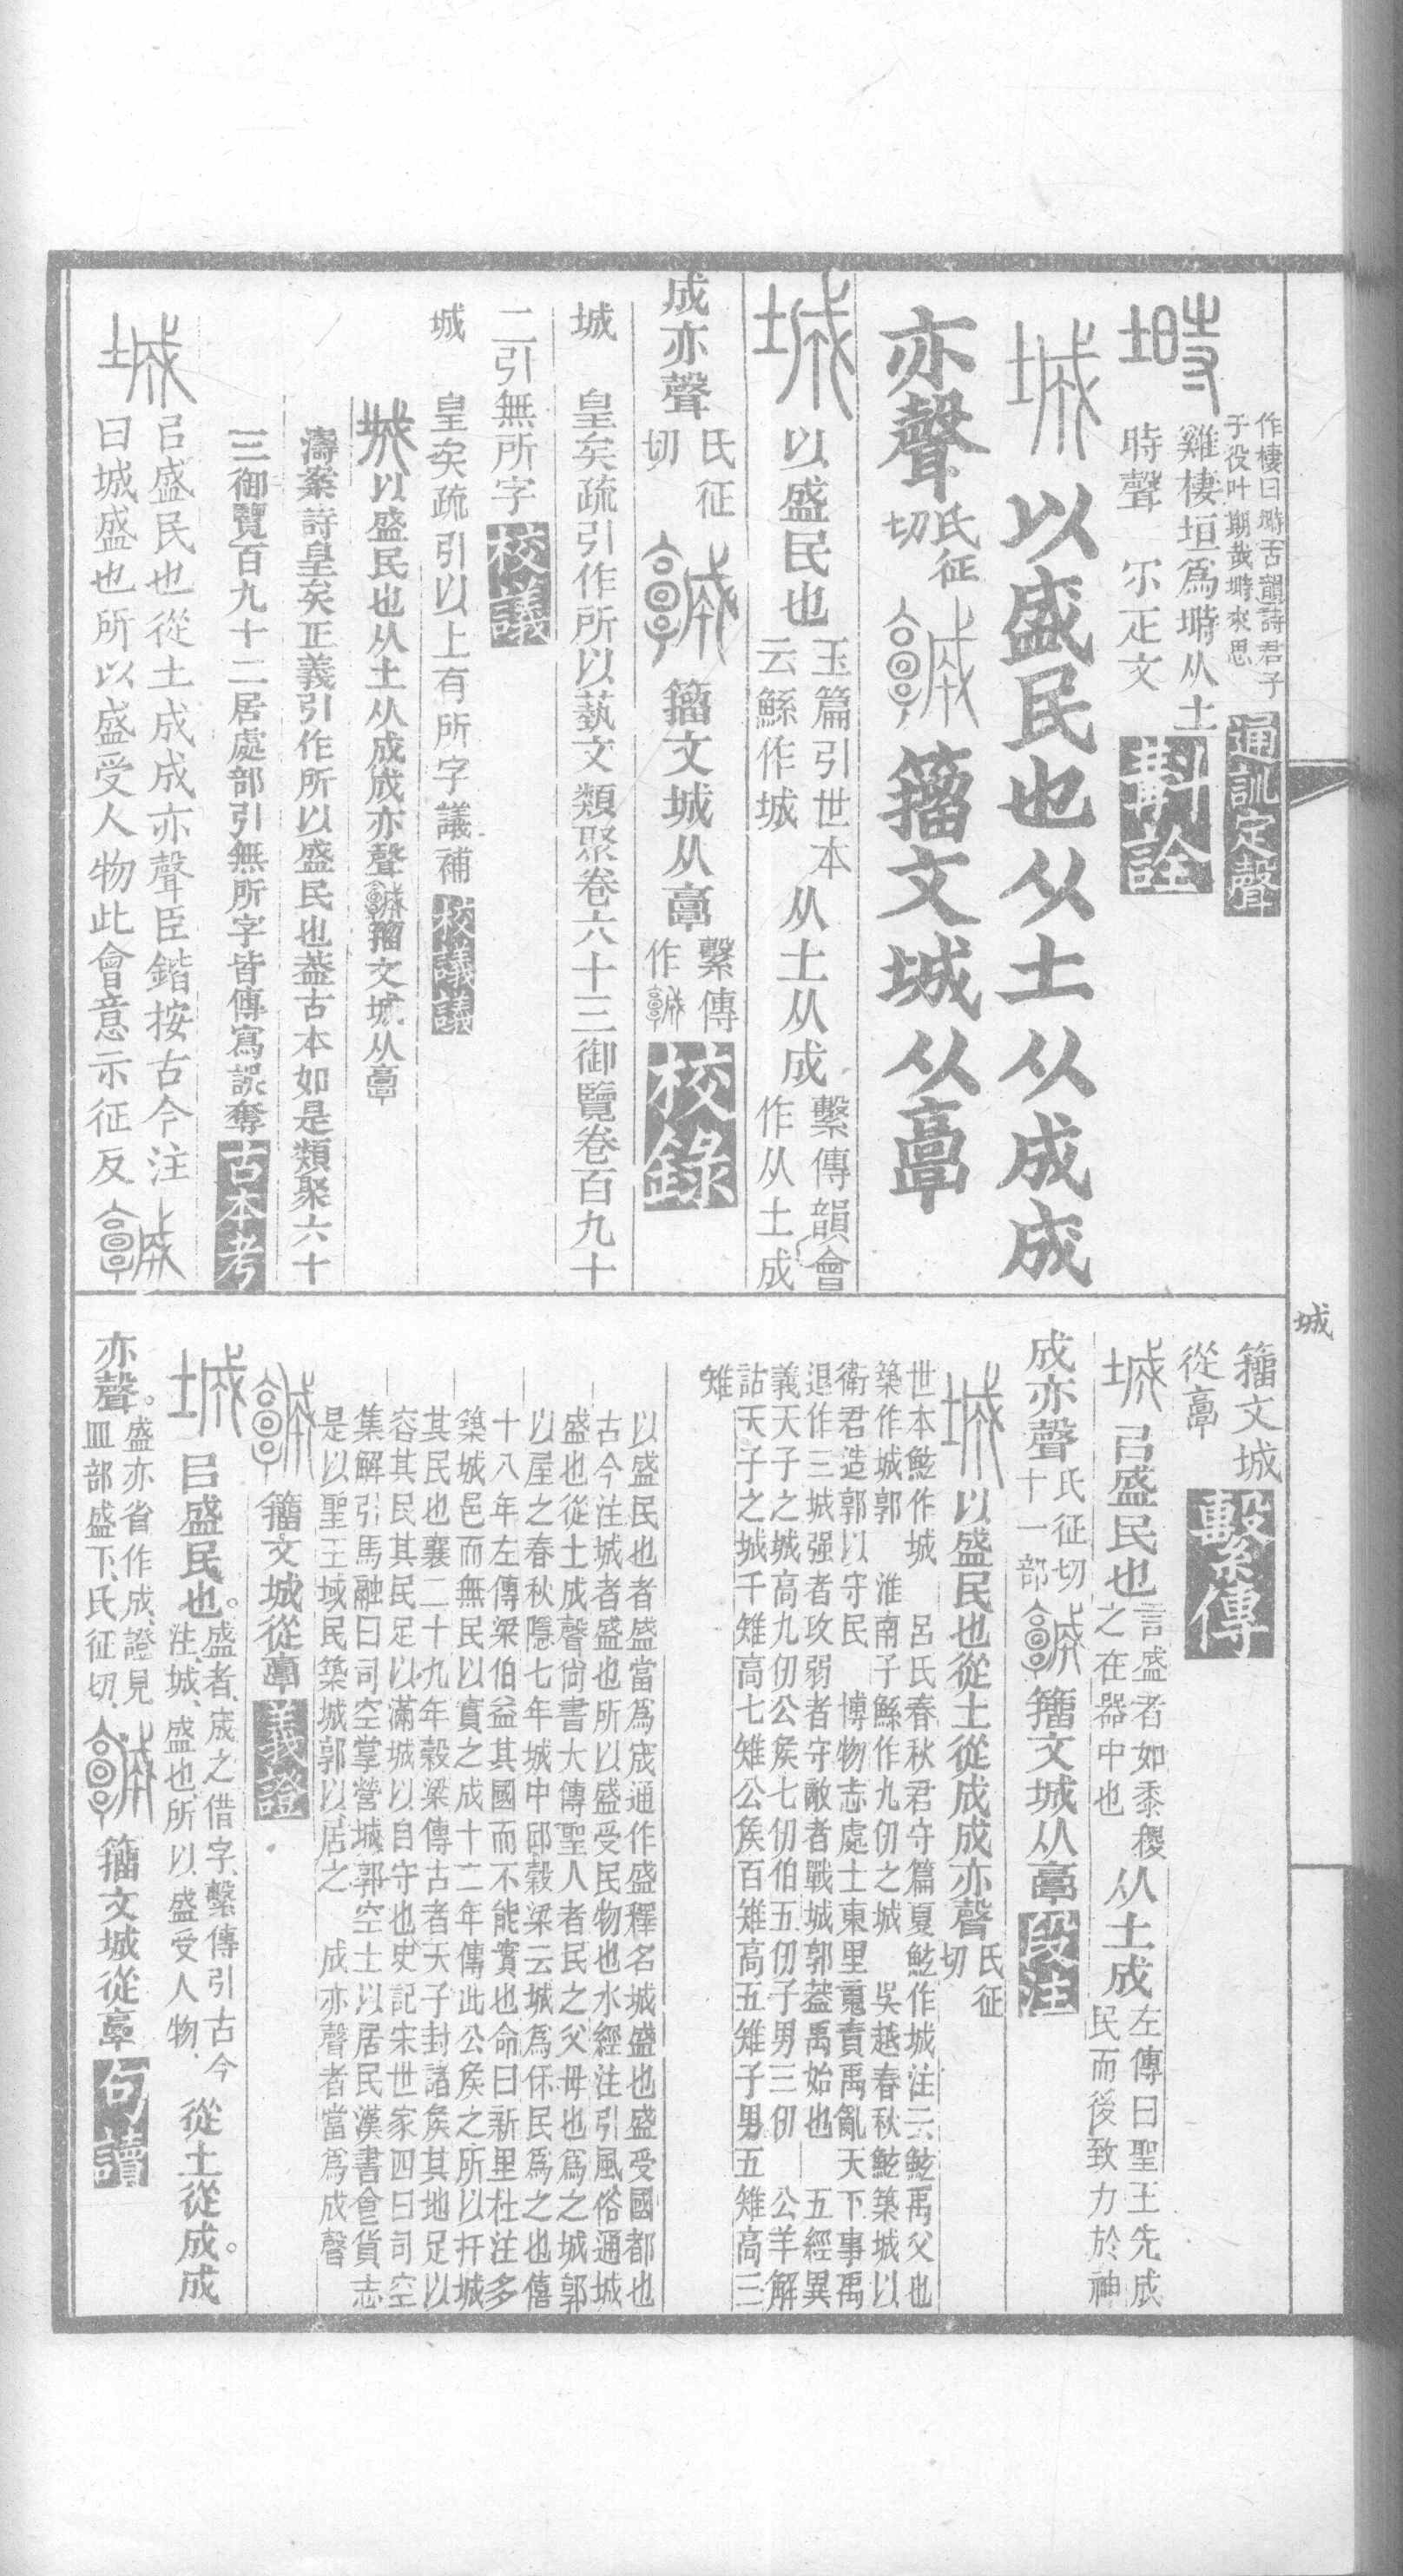 作棲曰塒古韻詩君子
子役叶期哉塒來思
通訓定聲
雞棲垣爲塒从土
時聲
斠詮
城 以盛民也从土从成成
亦聲氏征切 籀文城从𩫏
城 以盛民也玉篇引世本云鯀作城从土从成繫傳韻會作从土成
成亦聲氏征切 籀文城从𩫏繫傳作 校錄
城 皇矣疏引作所以藝文類聚卷六十三御覽卷百九十
二引無所字 校議
城 皇矣疏引以上有所字議補 校議議
城以盛民也从土从成成亦聲 籀文城从𩫏
濤案詩皇矣正義引作所以盛民也葢古本如是類聚六十
三御覽百九十二居處部引無所字皆傳寫誤奪 古本考
城 㠯盛民也從土成成亦聲臣鍇按古今注
曰城盛也所以盛受人物此會意示征反
城
籀文城
從𩫏
繫傳
城 㠯盛民也言盛者如黍稷之在器中也从土成左傳曰聖王先成民而後致力於神
成亦聲氏征切十一部 籀文城从𩫏 段注
城 以盛民也從土從成成亦聲氏征切
世本鮌作城 呂氏春秋君守篇夏鮌作城注云鮌禹父也
築作城郭 淮南子鯀作九仞之城 吳越春秋鮌築城以
衛君造郭以守民 博物志處士東里蒐責禹亂天下事禹
退作三城强者攻弱者守敵者戰城郭葢禹始也 五經異
義天子之城高九仞公矦七仞伯五仞子男三仞 公羊解
詁天子之城千雉高七雉公矦百雉高五雉子男五雉高三
雉
以盛民也者盛當爲宬通作盛釋名城盛也盛受國都也
古今注城者盛也所以盛受民物也水經注引風俗通城
盛也從土成聲尙書大傳聖人者民之父母也爲之城郭
以屋之春秋隱七年城中邱穀梁云城爲保民爲之也僖
十八年左傳梁伯益其國而不能實也命曰新里杜注多
築城邑而無民以實之成十二年傳此公矦之所以扞城
其民也襄二十九年穀梁傳古者天子封諸矦其地足以
容其民其民足以滿城以自守也史記宋世家四曰司空
集解引馬融曰司空掌營城郭空土以居民漢書食貨志
是以聖王域民築城郭以居之 成亦聲者當爲成聲
籀文城從𩫏 義證
城 㠯盛民也。盛者、宬之借字、繫傳引古今注、城、盛也、所以盛受人物、從土從成。成
亦聲。盛亦省作成、證見皿部盛下、氏征切、 籀文城從𩫏 句讀